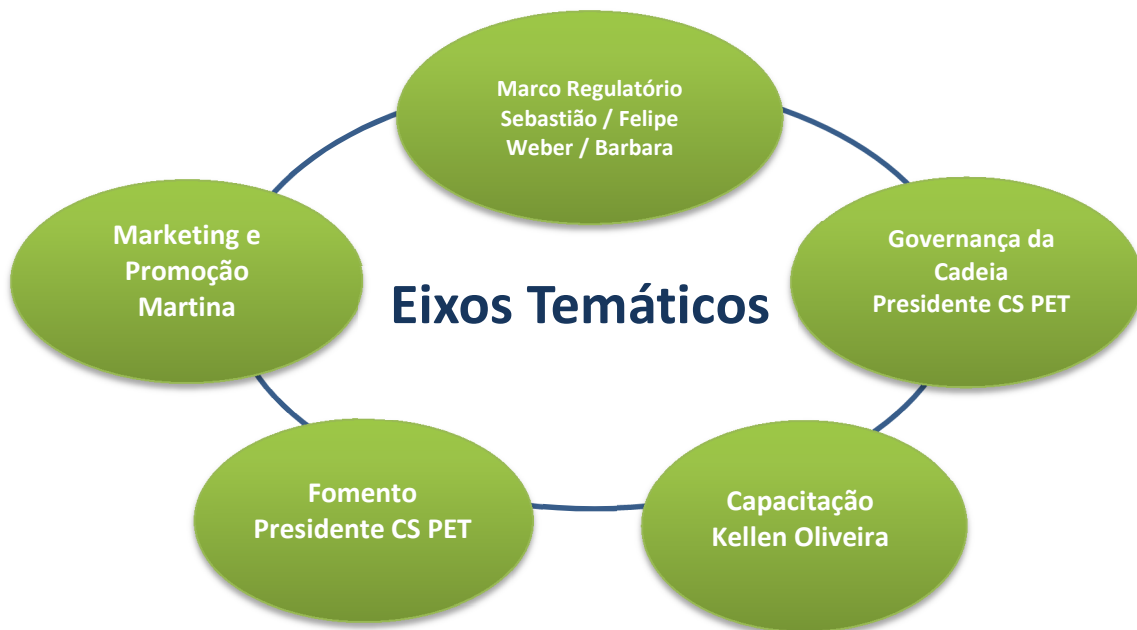 Marco Regulatório
Sebastião / Felipe
Weber / Barbara
Marketing e
Promoção
Martina
Governança da
Cadeia
Presidente CS PET
Eixos Temáticos
Fomento
Presidente CS PET
Capacitação
Kellen Oliveira